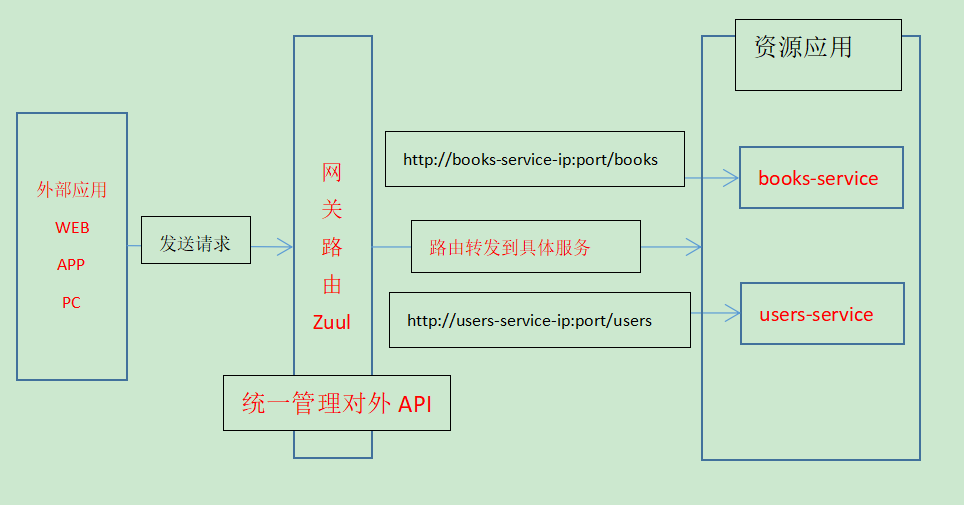 外部应用
WEB
APP
PC
发送请求
网
关
路
由
Zuul
统一管理对外 API
http://books-service-ip:port/books
路由转发到具体服务
http://users-service-ip:port/users
资源应用
books-service
users-service